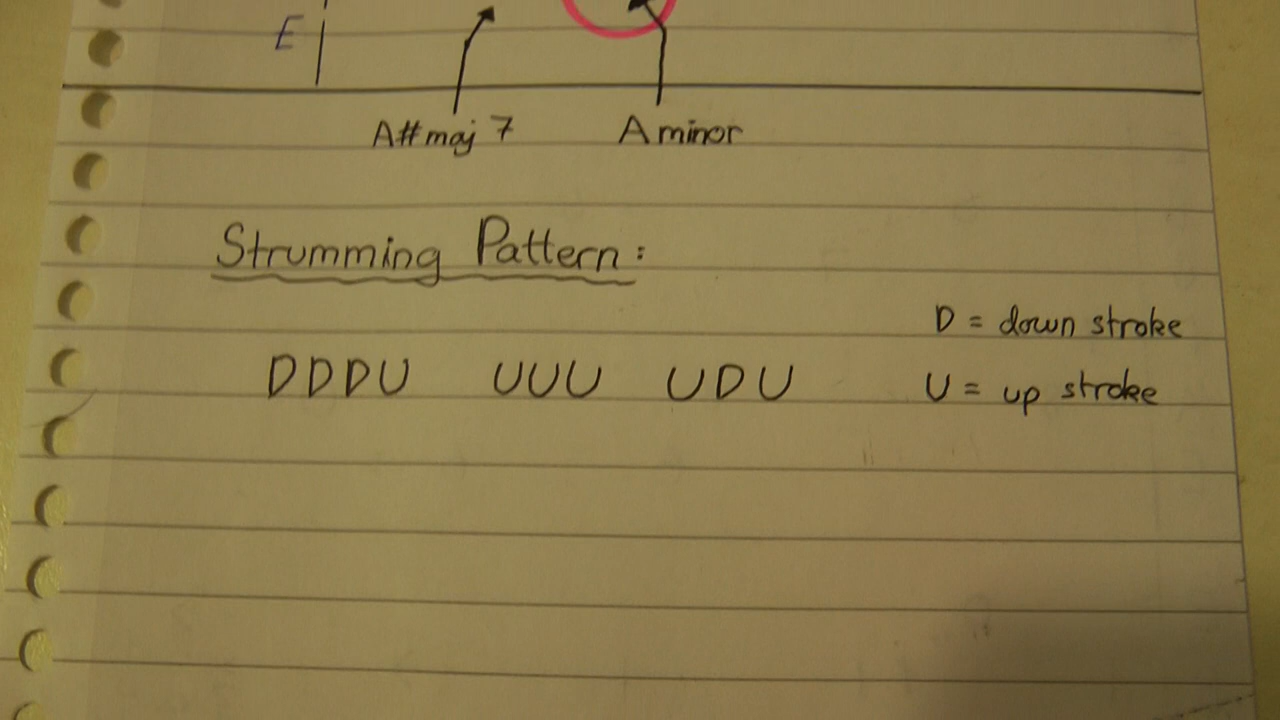 E
A#maj 7 A minor
Strumming Pattern:
D = down stroke
DDDU UUU UDU U = up stroke